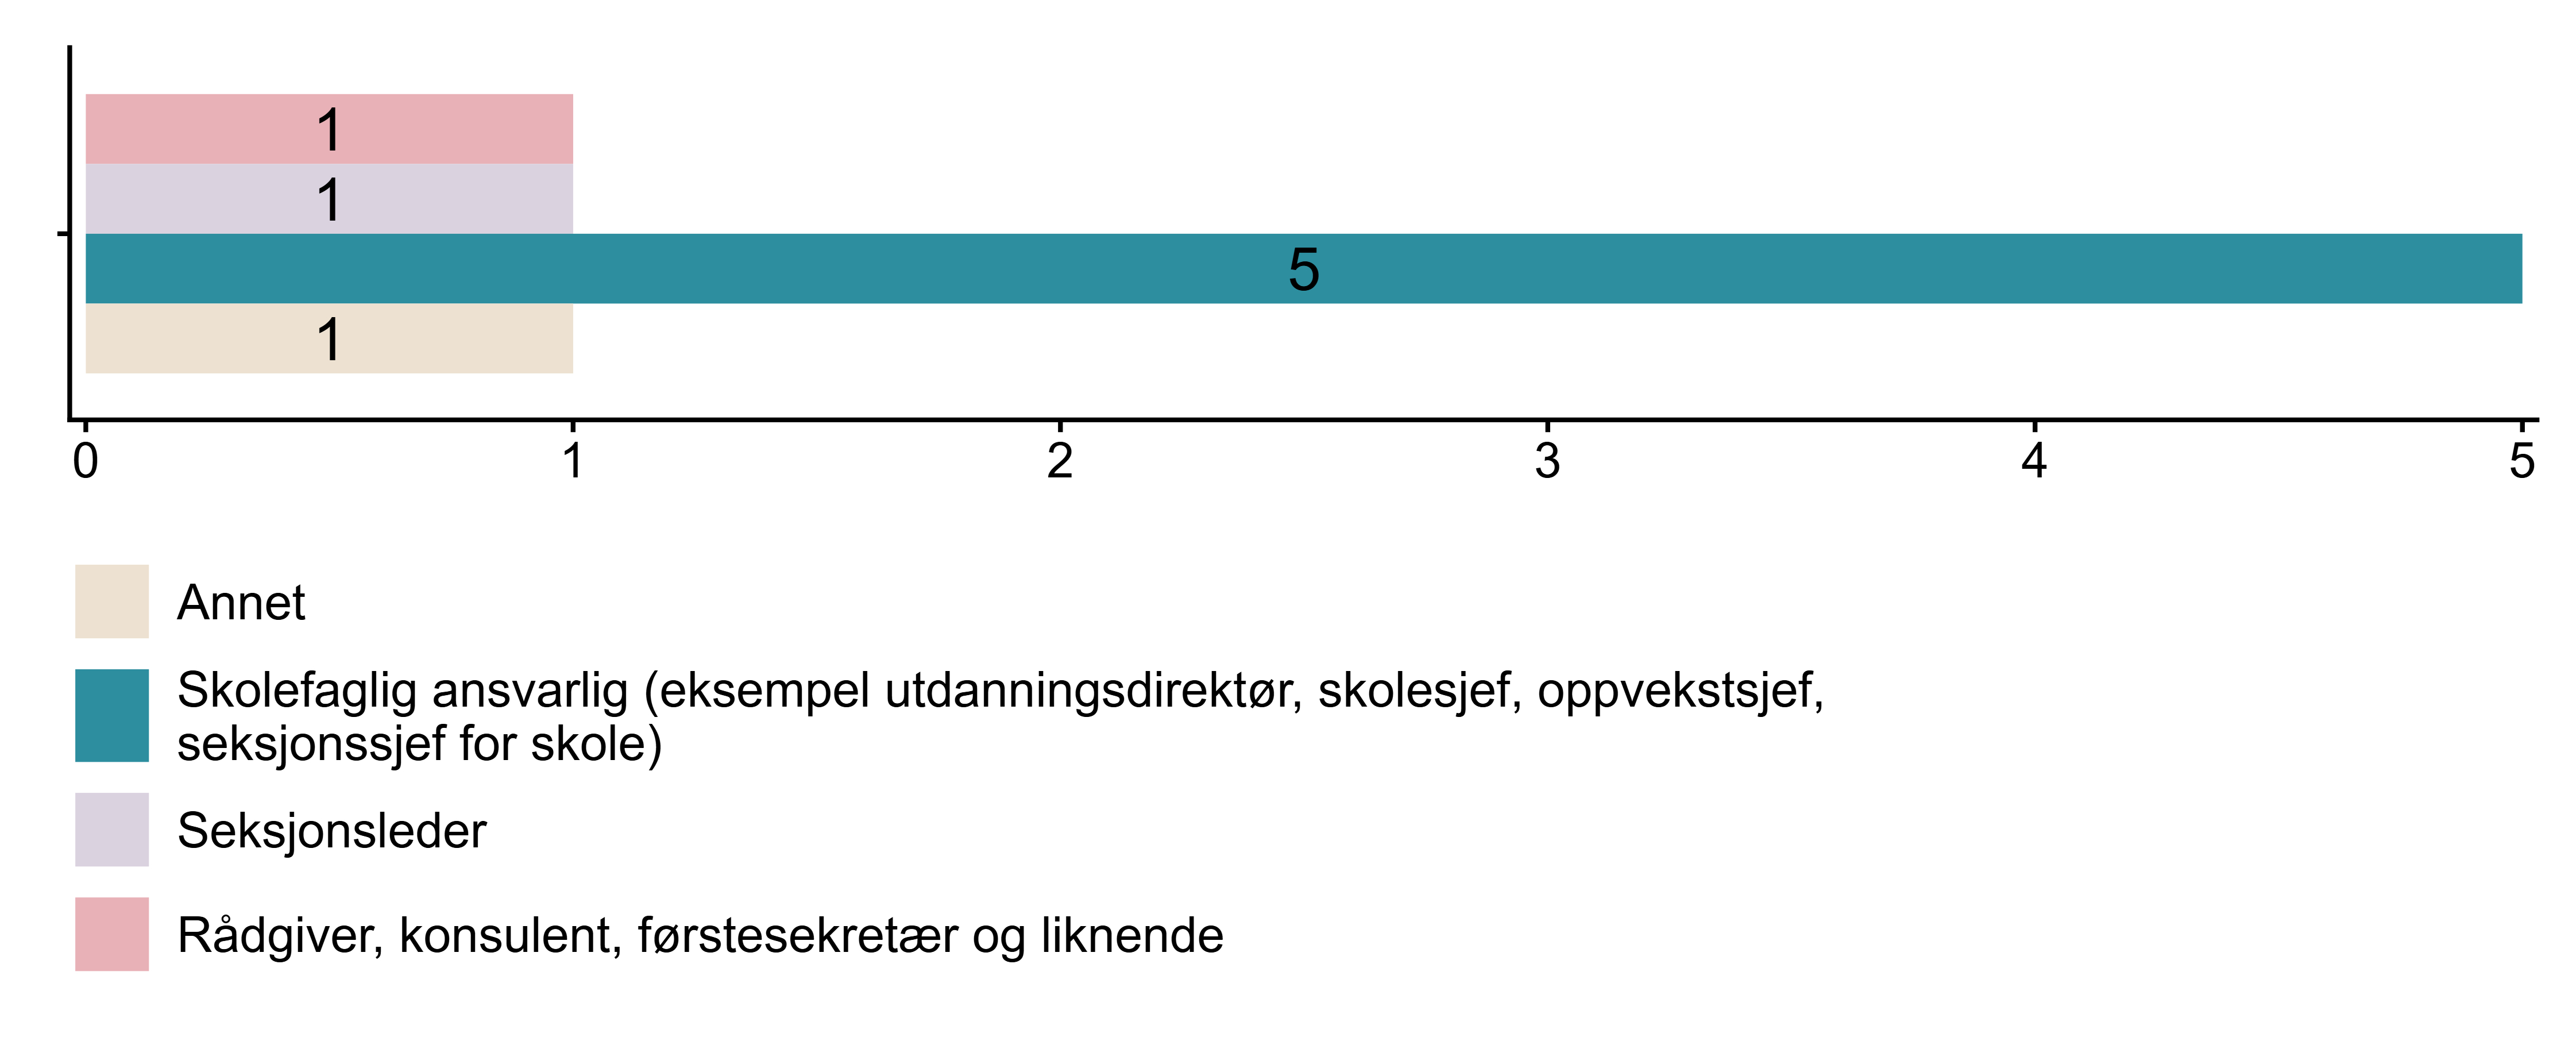 1
1
5
1
0 1 2 3 4 5
Annet
Skolefaglig ansvarlig (eksempel utdanningsdirektør, skolesjef, oppvekstsjef,
seksjonssjef for skole)
Seksjonsleder
Rådgiver, konsulent, førstesekretær og liknende